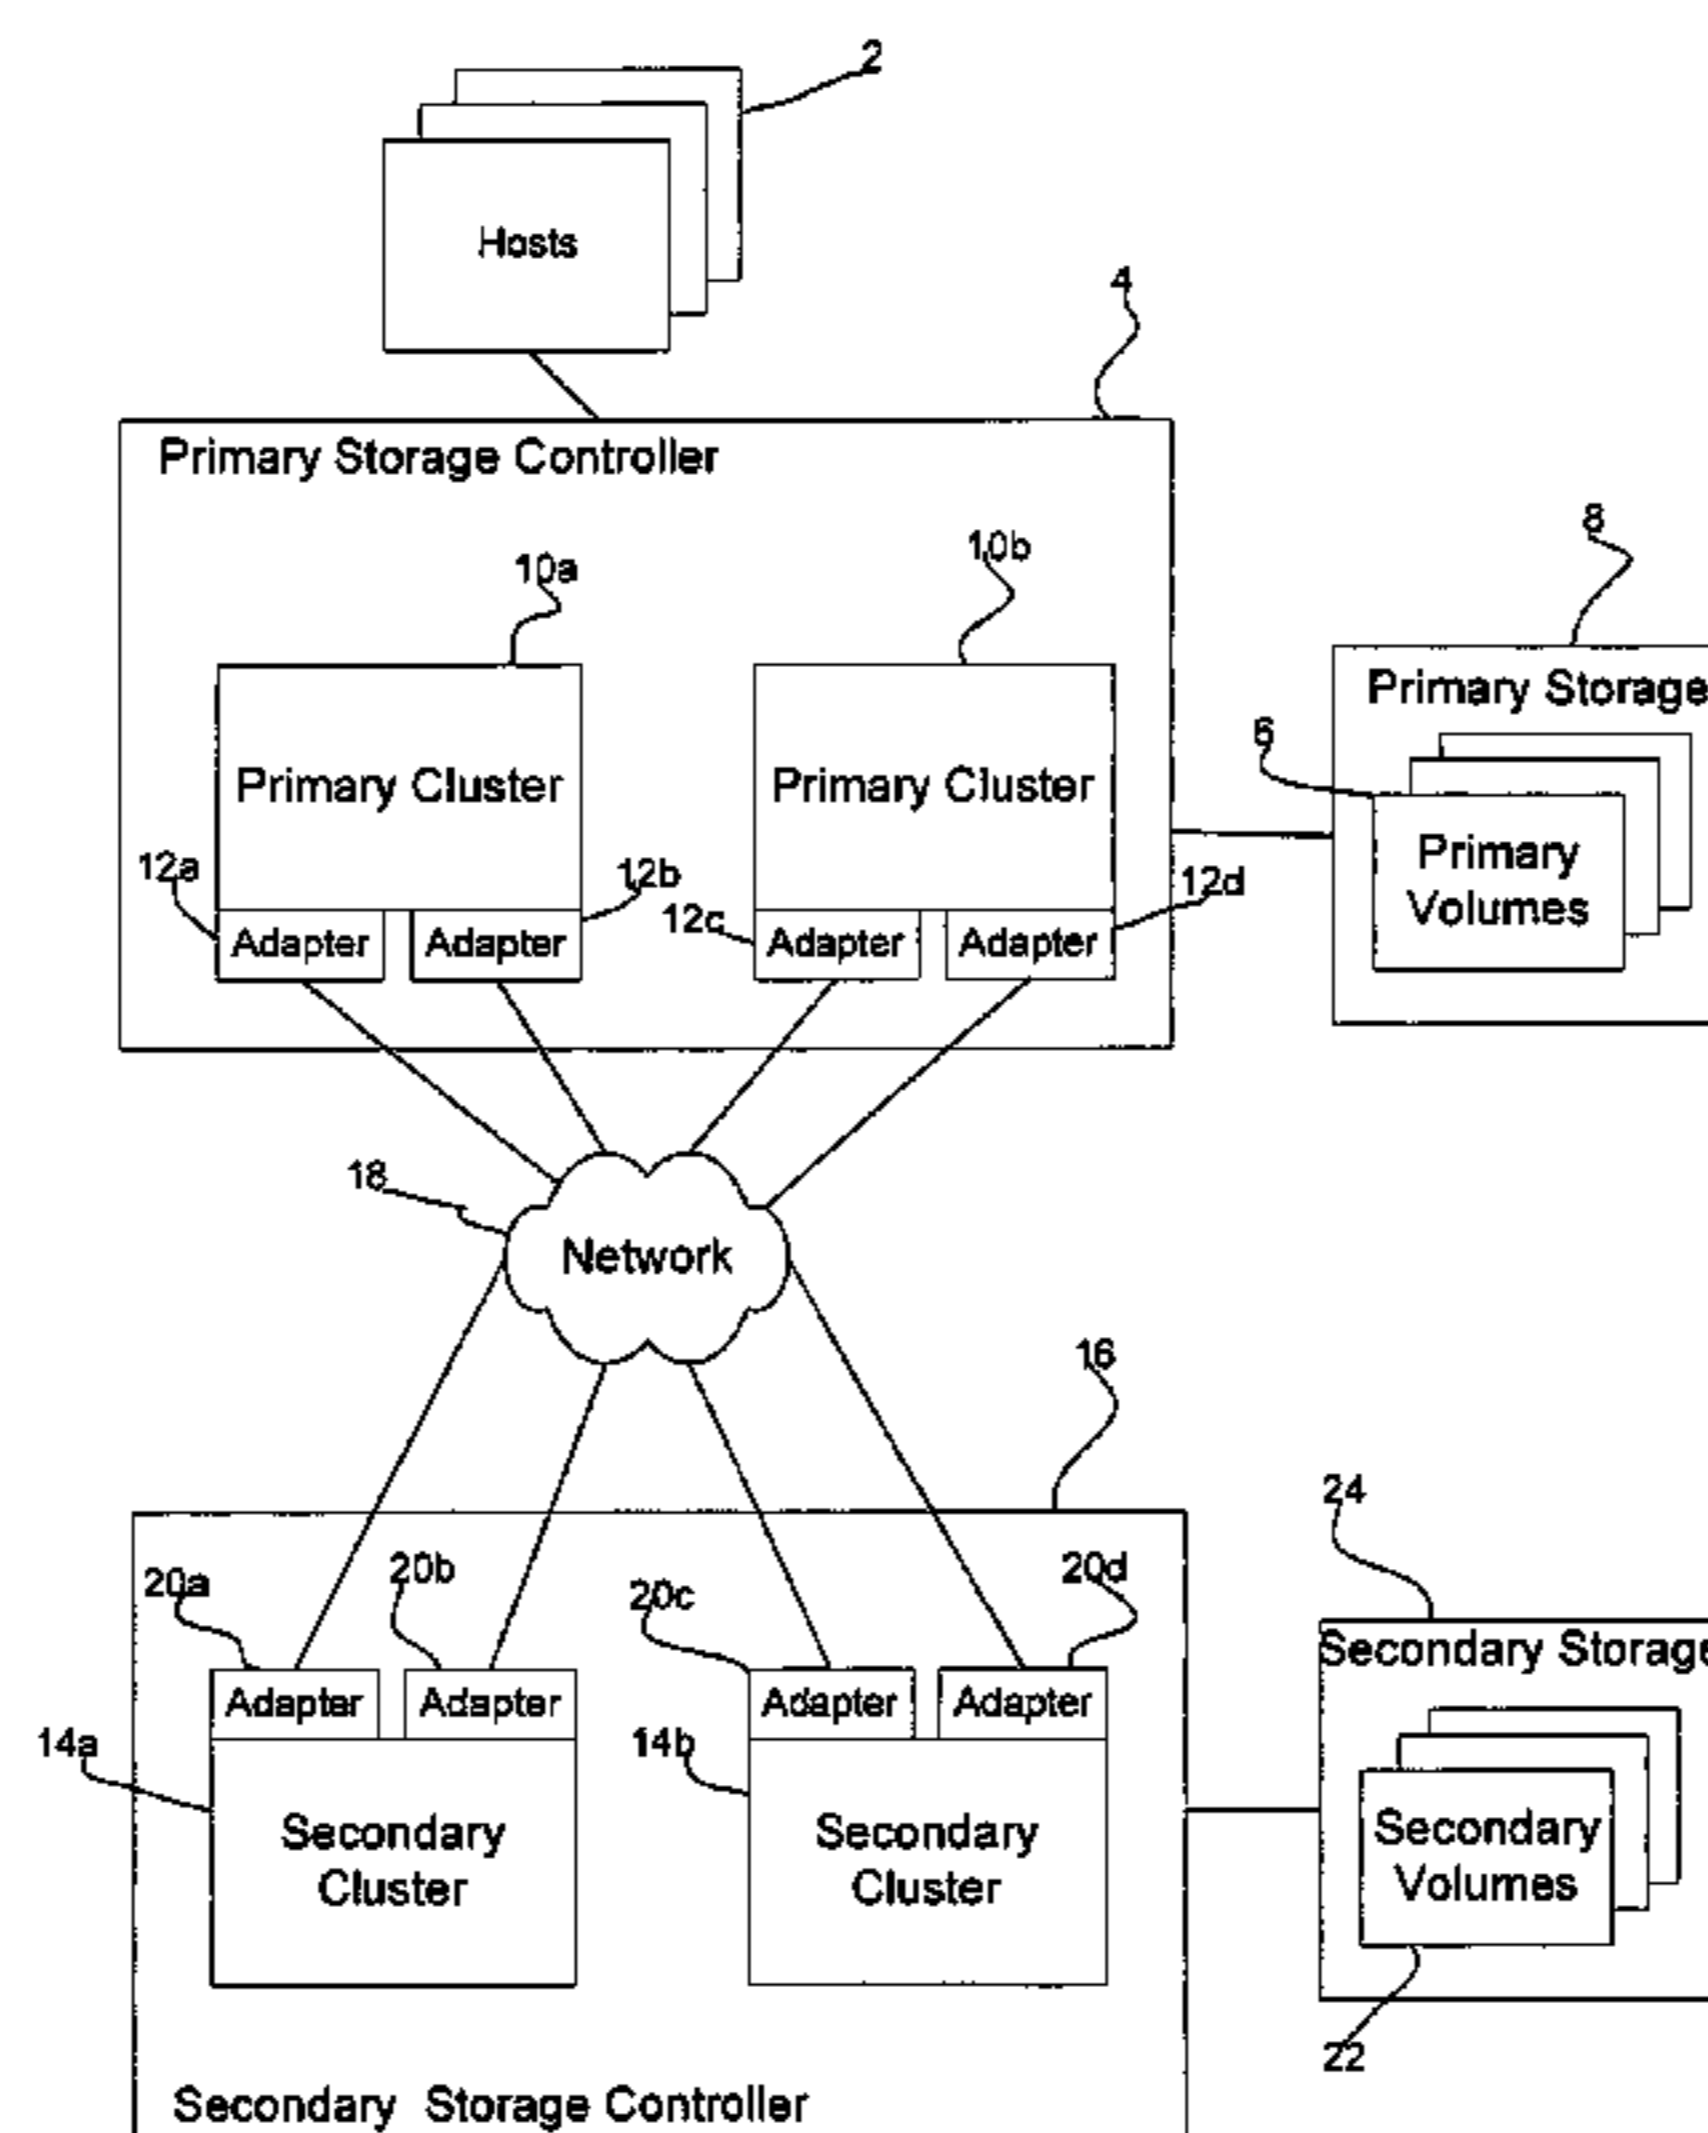 2
Hosts
4
Primary Storage Controller
8
10a
10b
Primary Storage
6
Primary Cluster
Primary Cluster
Primary
Volumes
12a
12b
12c
12d
Adapter
Adapter
Adapter
Adapter
18
Network
16
24
20a
20b
20c
20d
Secondary Storage
Adapter
Adapter
Adapter
Adapter
14a
14b
Secondary
Cluster
Secondary
Cluster
Secondary
Volumes
22
Secondary Storage Controller